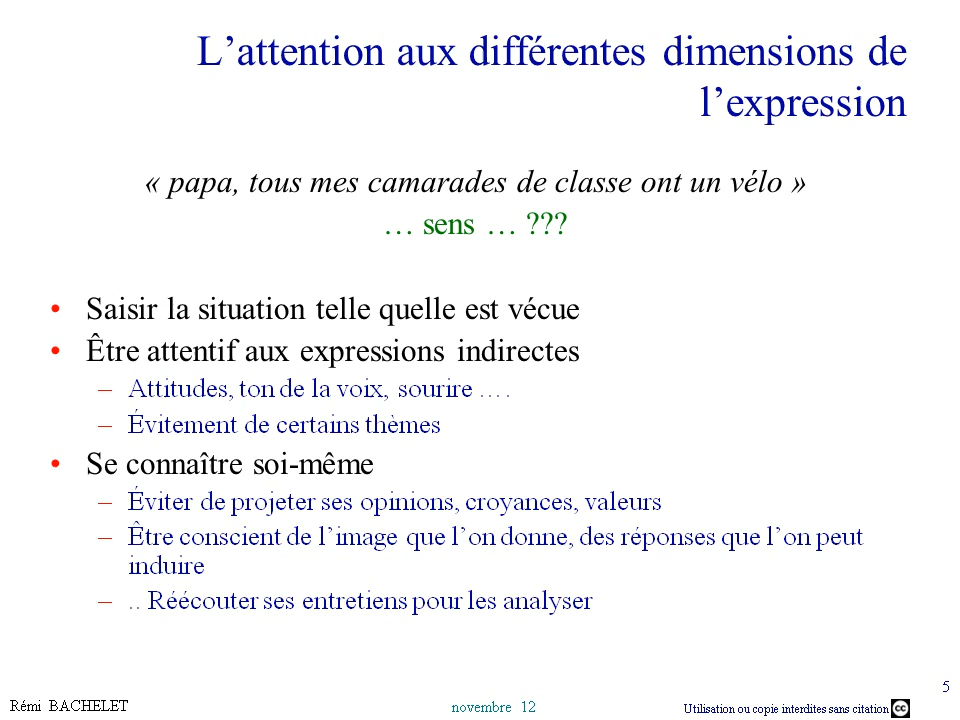 L’attention aux différentes dimensions de
l’expression
« papa, tous mes camarades de classe ont un vélo »
… sens … ???
• Saisir la situation telle quelle est vécue
• Être attentif aux expressions indirectes
– Attitudes, ton de la voix, sourire ….
– Évitement de certains thèmes
• Se connaître soi-même
– Éviter de projeter ses opinions, croyances, valeurs
– Être conscient de l’image que l’on donne, des réponses que l’on peut
induire
– .. Réécouter ses entretiens pour les analyser
5
Rémi BACHELET
novembre 12
Utilisation ou copie interdites sans citation
cc